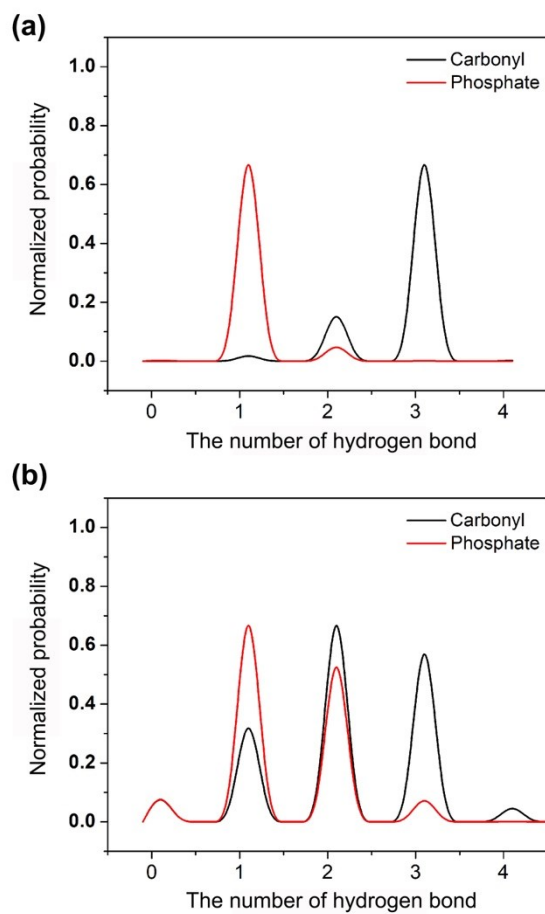 (a)
Normalized probability
1.0
0.8
0.6
0.4
0.2
0.0
Carbonyl
Phosphate
0 1 2 3 4
The number of hydrogen bond
(b)
Normalized probability
1.0
0.8
0.6
0.4
0.2
0.0
Carbonyl
Phosphate
0 1 2 3 4
The number of hydrogen bond